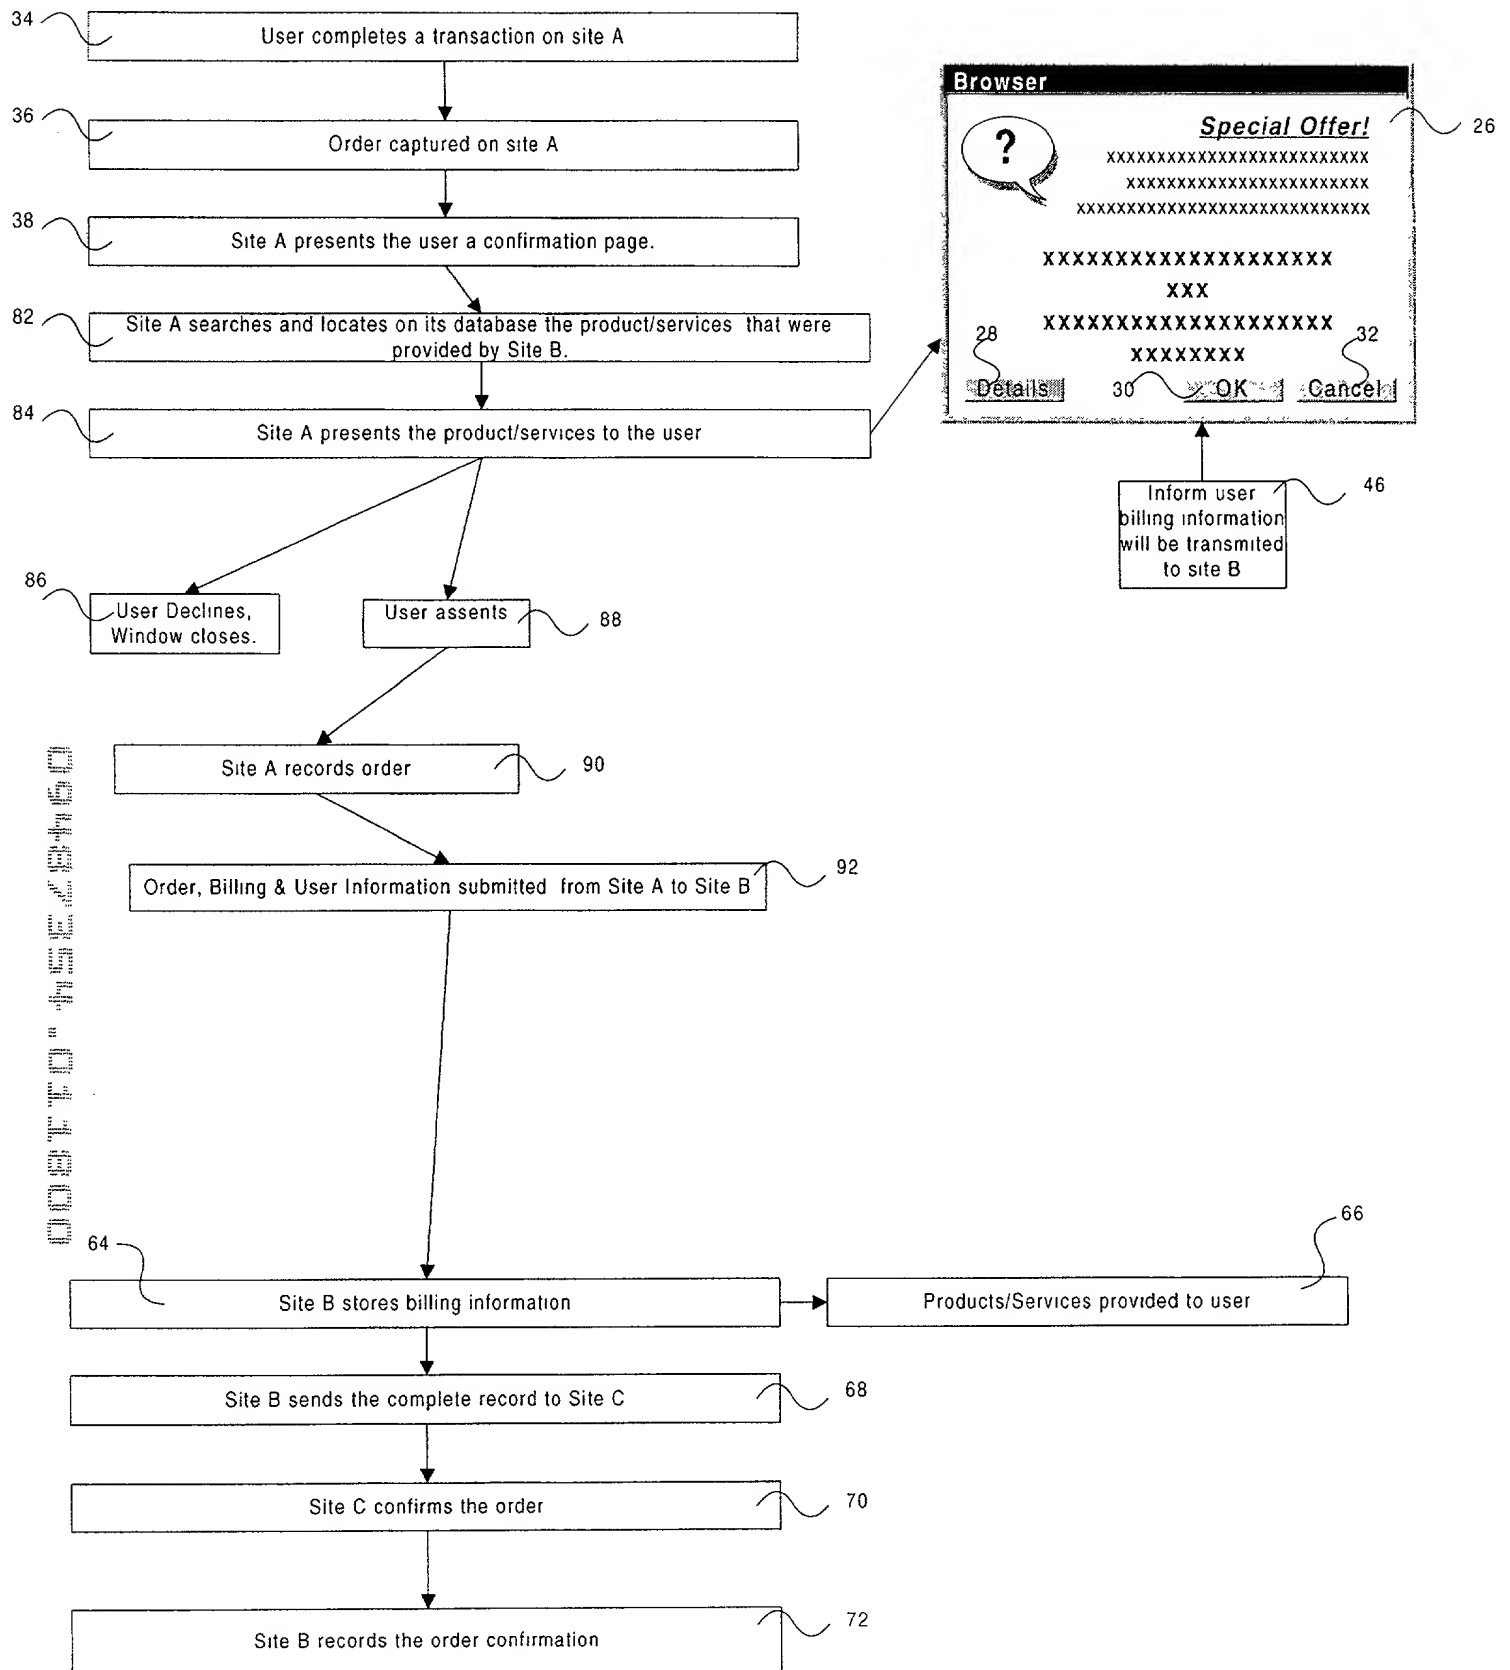 34
User completes a transaction on site A
36
Order captured on site A
38
Site A presents the user a confirmation page.
82
Site A searches and locates on its database the product/services that were
provided by Site B.
84
Site A presents the product/services to the user
Browser
26
Special Offer!
?
xxxxxxxxxxxxxxxxxxxxxxxxxx
xxxxxxxxxxxxxxxxxxxxxxxx
xxxxxxxxxxxxxxxxxxxxxxxxxxxxx
xxxxxxxxxxxxxxxxxxxx
xxx
xxxxxxxxxxxxxxxxxxxx
xxxxxxxx
28
32
Details
30
OK
Cancel
46
Inform user
billing information
will be transmited
to site B
86
User Declines,
Window closes.
User assents
88
Site A records order
90
Order, Billing & User Information submitted from Site A to Site B
92
64
Site B stores billing information
66
Products/Services provided to user
Site B sends the complete record to Site C
68
Site C confirms the order
70
Site B records the order confirmation
72